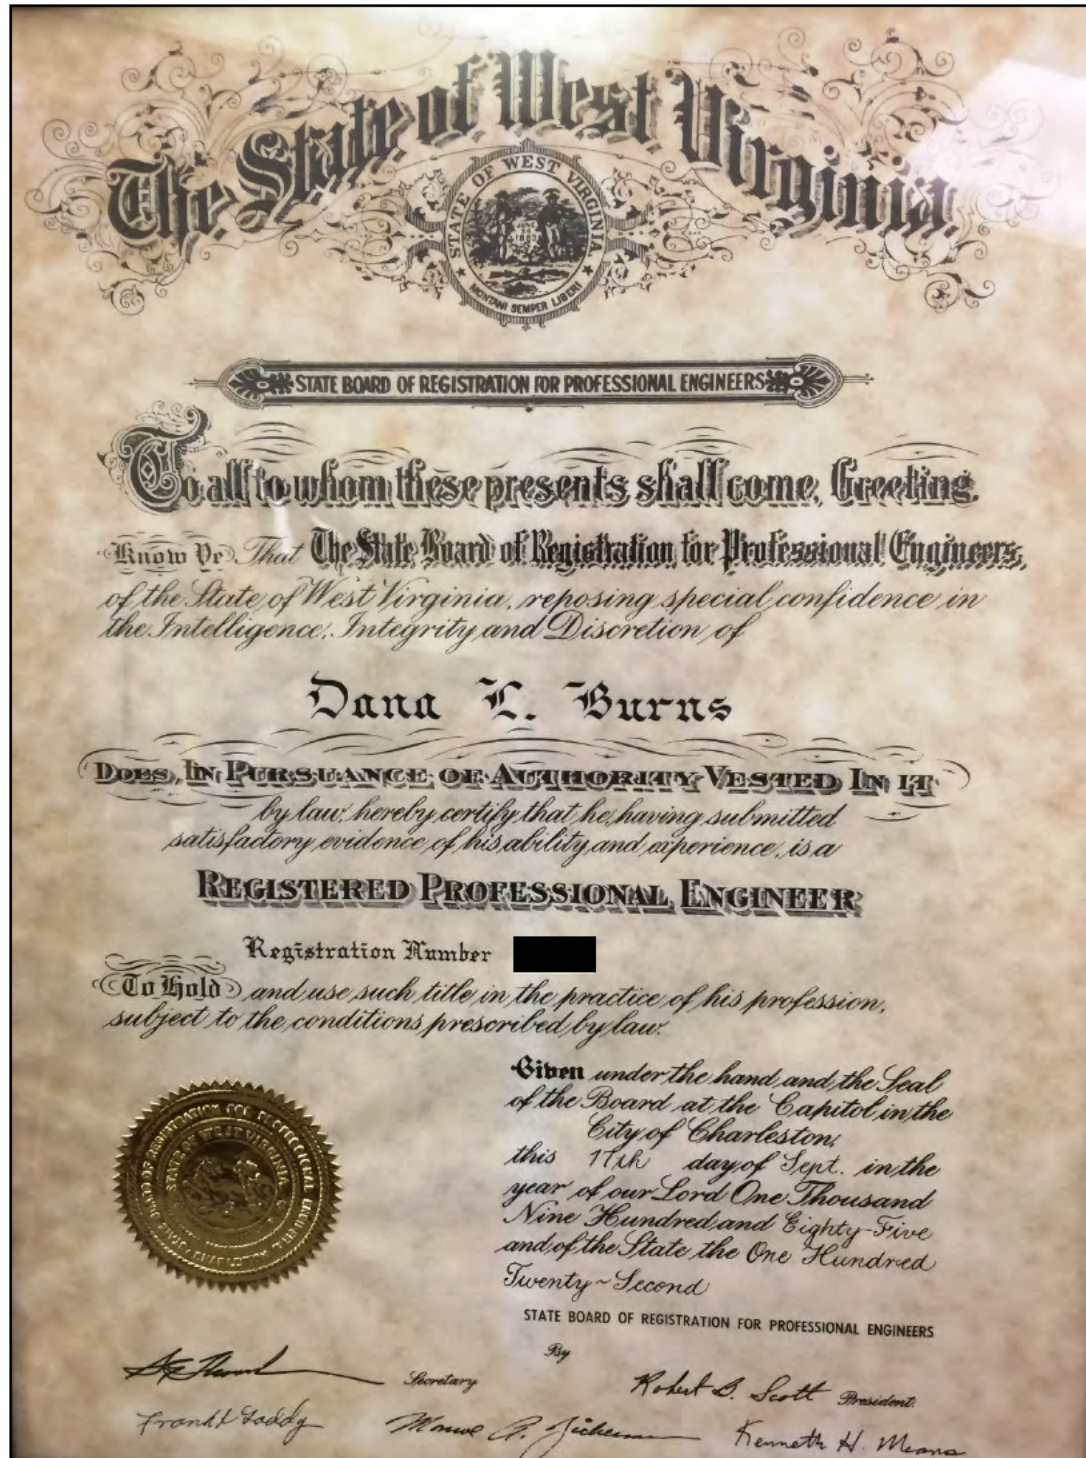 The State of West Virginia
STATE OF WEST VIRGINIA
MONTANI SEMPER LIBERI
STATE BOARD OF REGISTRATION FOR PROFESSIONAL ENGINEERS
To all to whom these presents shall come, Greeting.
Know Ye That The State Board of Registration for Professional Engineers,
of the State of West Virginia, reposing special confidence in
the Intelligence, Integrity and Discretion of
Dana L. Burns
DOES, IN PURSUANCE OF AUTHORITY VESTED IN IT
by law, hereby certify that he, having submitted
satisfactory evidence of his ability and experience, is a
REGISTERED PROFESSIONAL ENGINEER
Registration Number
To Hold and use such title in the practice of his profession,
subject to the conditions prescribed by law.
Given under the hand and the Seal
of the Board at the Capitol in the
City of Charleston,
this 17th day of Sept. in the
year of our Lord One Thousand
Nine Hundred and Eighty-Five
and of the State the One Hundred
Twenty-Second
STATE OF WEST VIRGINIA
STATE BOARD OF REGISTRATION FOR PROFESSIONAL ENGINEERS
By
Secretary
Robert B. Scott President
Kenneth H. Means